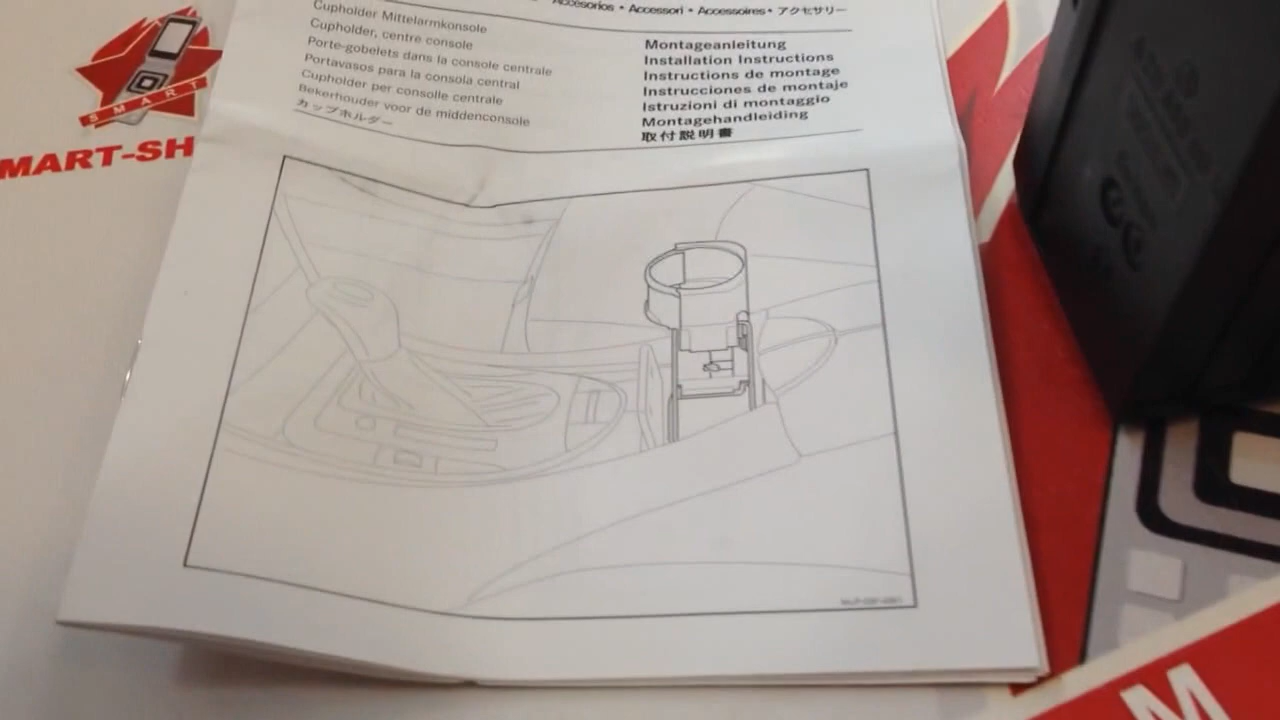 Accesorios • Accessori • Accessoires • アクセサリー
Cupholder Mittelarmkonsole
Cupholder, centre console
Porte-gobelets dans la console centrale
Portavasos para la consola central
Cupholder per consolle centrale
Bekerhouder voor de middenconsole
カップホルダー
Montageanleitung
Installation Instructions
Instructions de montage
Instrucciones de montaje
Istruzioni di montaggio
Montagehandleiding
取付説明書
SMART
MART-SH
M